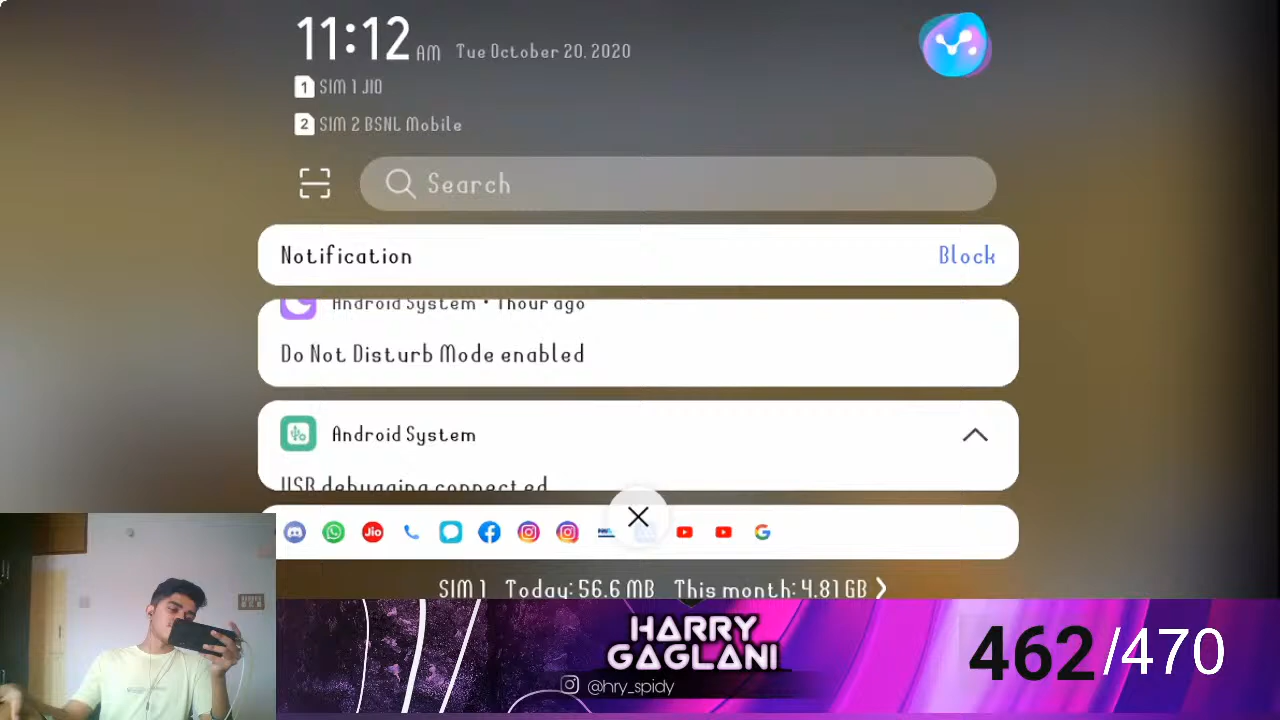 11:12 AM Tue October 20, 2020
1 SIM 1 JIO
2 SIM 2 BSNL Mobile
Search
Notification Block
Android System • 1 hour ago
Do Not Disturb Mode enabled
Android System
USB debugging connected
Jio
SIM 1 Today: 56.6 MB This month: 4.81 GB
HARRY
GAGLANI
@hry_spidy
462/470